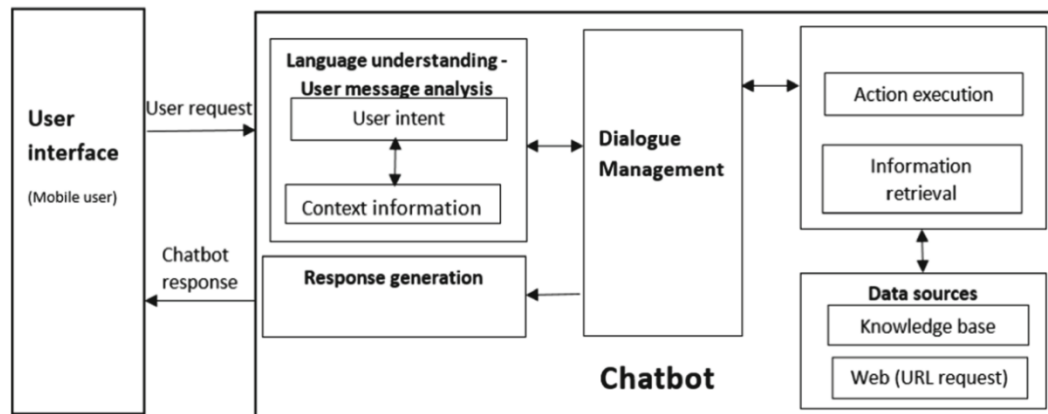 User
interface
(Mobile user)
User request
Chatbot
response
Language understanding -
User message analysis
User intent
Context information
Response generation
Dialogue
Management
Action execution
Information
retrieval
Data sources
Knowledge base
Web (URL request)
Chatbot